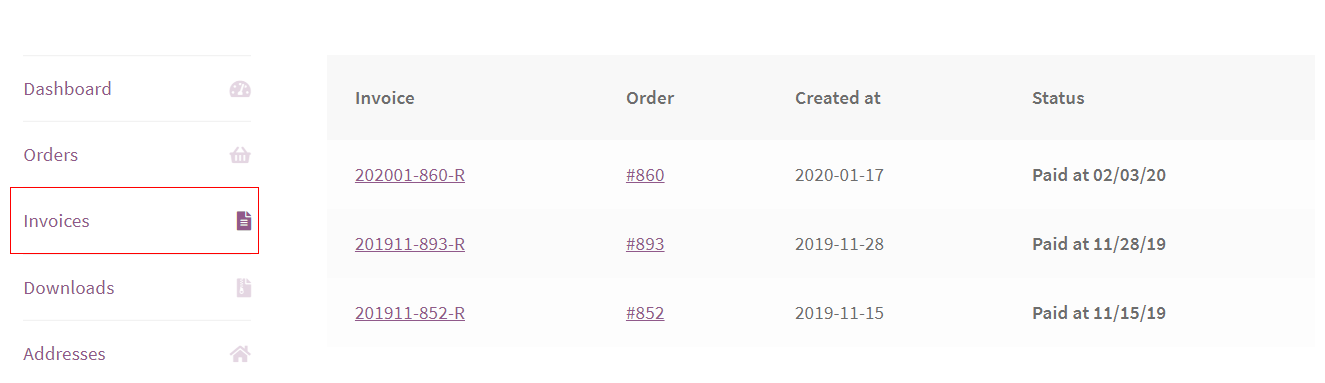 Dashboard
Orders
Invoices
Downloads
Addresses
Invoice Order Created at Status
202001-860-R #860 2020-01-17 Paid at 02/03/20
201911-893-R #893 2019-11-28 Paid at 11/28/19
201911-852-R #852 2019-11-15 Paid at 11/15/19